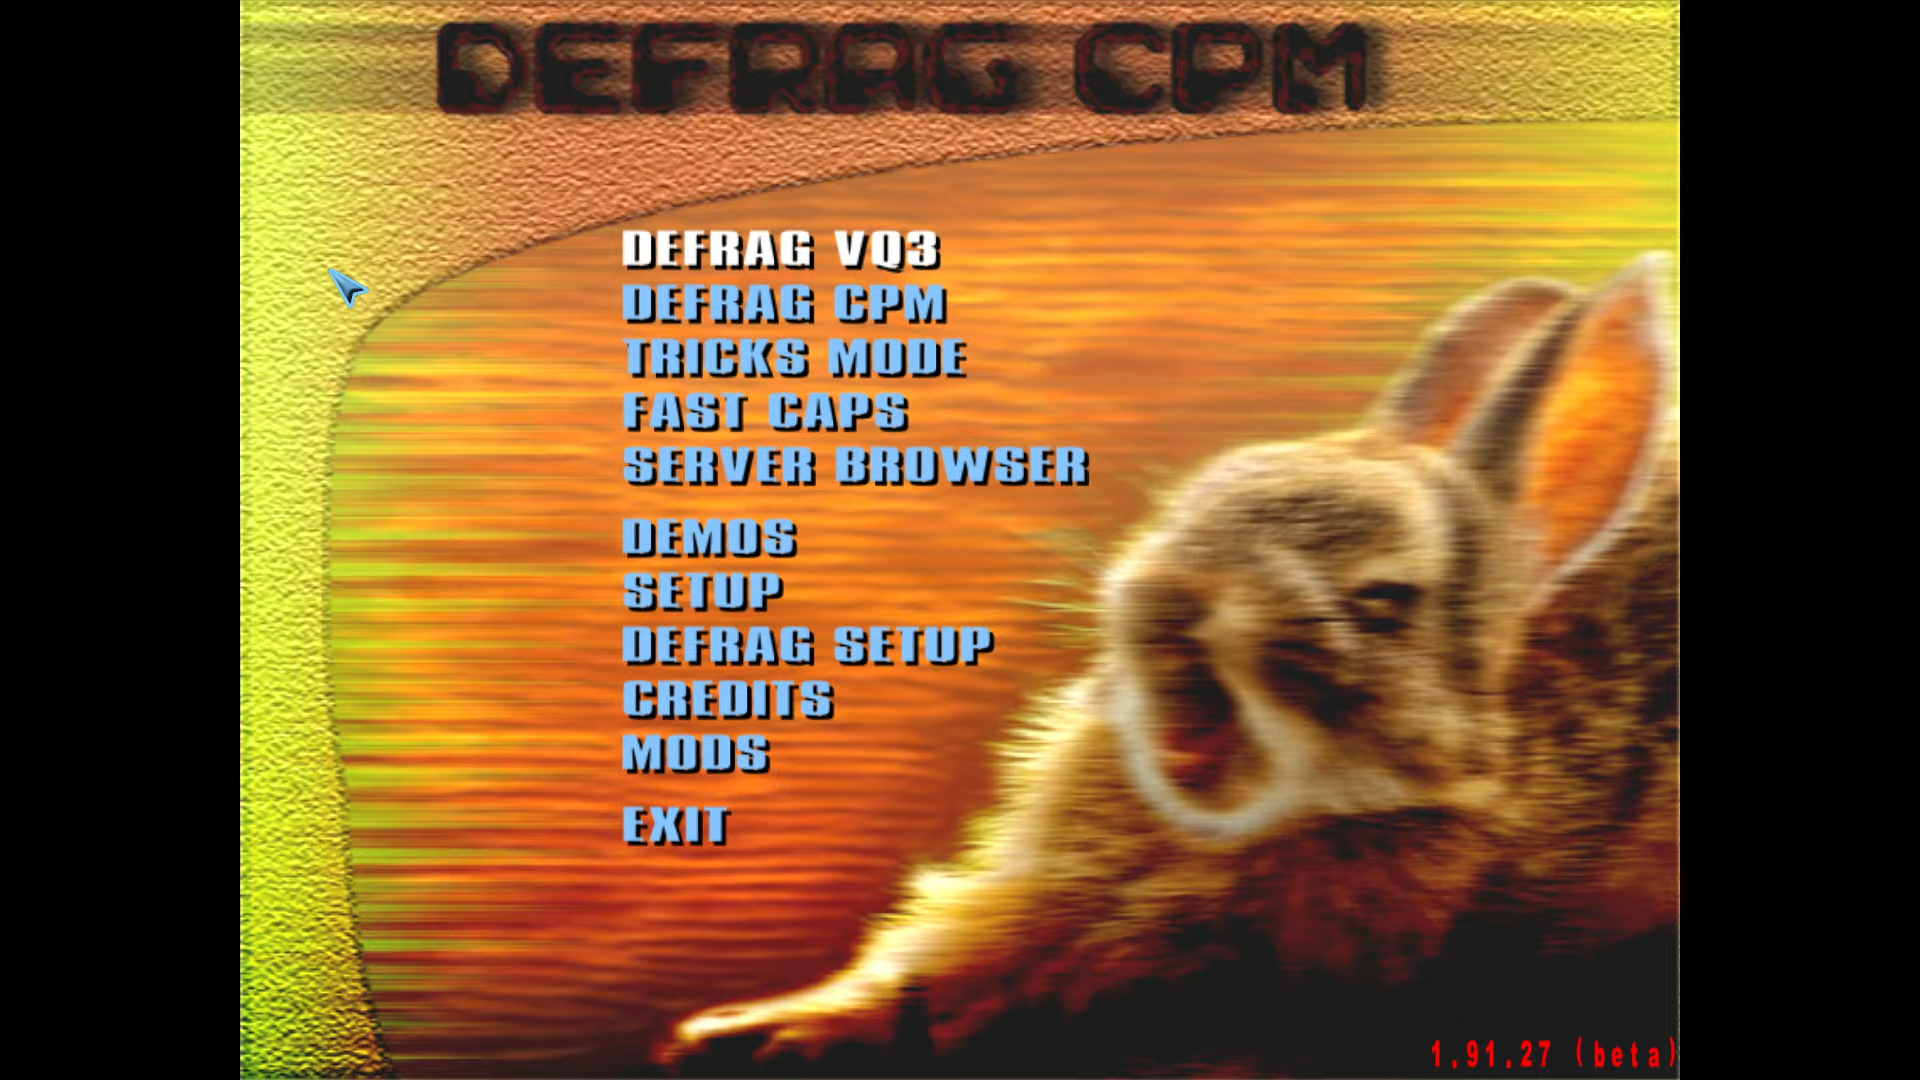 DEFRAG CPM
DEFRAG VQ3
DEFRAG CPM
TRICKS MODE
FAST CAPS
SERVER BROWSER
DEMOS
SETUP
DEFRAG SETUP
CREDITS
MODS
EXIT
1.91.27 (beta)